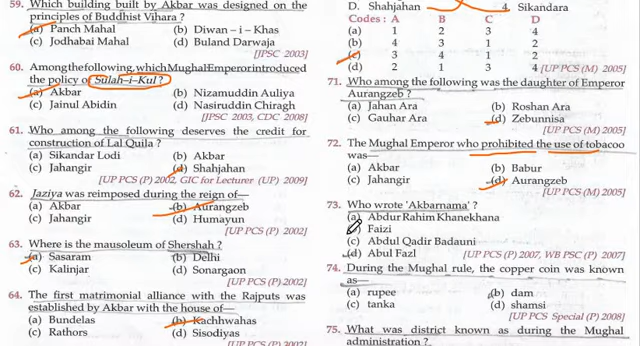 59. Which building built by Akbar was designed on the
principles of Buddhist Vihara ?
(a) Panch Mahal (b) Diwan – i – Khas
(c) Jodhabai Mahal (d) Buland Darwaja
[JPSC 2003]
60. Among the following, which Mughal Emperor introduced
the policy of Sulah–i–Kul ?
(a) Akbar (b) Nizamuddin Auliya
(c) Jainul Abidin (d) Nasiruddin Chiragh
[JPSC 2003, CDC 2008]
61. Who among the following deserves the credit for
construction of Lal Quila ?
(a) Sikandar Lodi (b) Akbar
(c) Jahangir (d) Shahjahan
[UP PCS (P) 2002, GIC for Lecturer (UP) 2009]
62. Jaziya was reimposed during the reign of—
(a) Akbar (b) Aurangzeb
(c) Jahangir (d) Humayun
[UP PCS (P) 2002]
63. Where is the mausoleum of Shershah ?
(a) Sasaram (b) Delhi
(c) Kalinjar (d) Sonargaon
[UP PCS (P) 2002]
64. The first matrimonial alliance with the Rajputs was
established by Akbar with the house of—
(a) Bundelas (b) Kachhwahas
(c) Rathors (d) Sisodiyas
[UP PCS (P) 2002]
D. Shahjahan 4. Sikandara
Codes : A B C D
(a) 1 2 3 4
(b) 4 3 1 2
(c) 3 4 1 2
(d) 2 1 3 4
[UP PCS (M) 2005]
71. Who among the following was the daughter of Emperor
Aurangzeb ?
(a) Jahan Ara (b) Roshan Ara
(c) Gauhar Ara (d) Zebunnisa
[UP PCS (M) 2005]
72. The Mughal Emperor who prohibited the use of tobacco
was—
(a) Akbar (b) Babur
(c) Jahangir (d) Aurangzeb
[UP PCS (M) 2005]
73. Who wrote 'Akbarnama' ?
(a) Abdur Rahim Khanekhana
Faizi
(c) Abdul Qadir Badauni
(d) Abul Fazl [UP PCS (P) 2007, WB PSC (P) 2007]
74. During the Mughal rule, the copper coin was known
as—
(a) rupee (b) dam
(c) tanka (d) shamsi
[UP PCS Special (P) 2008]
75. What was district known as during the Mughal
administration ?